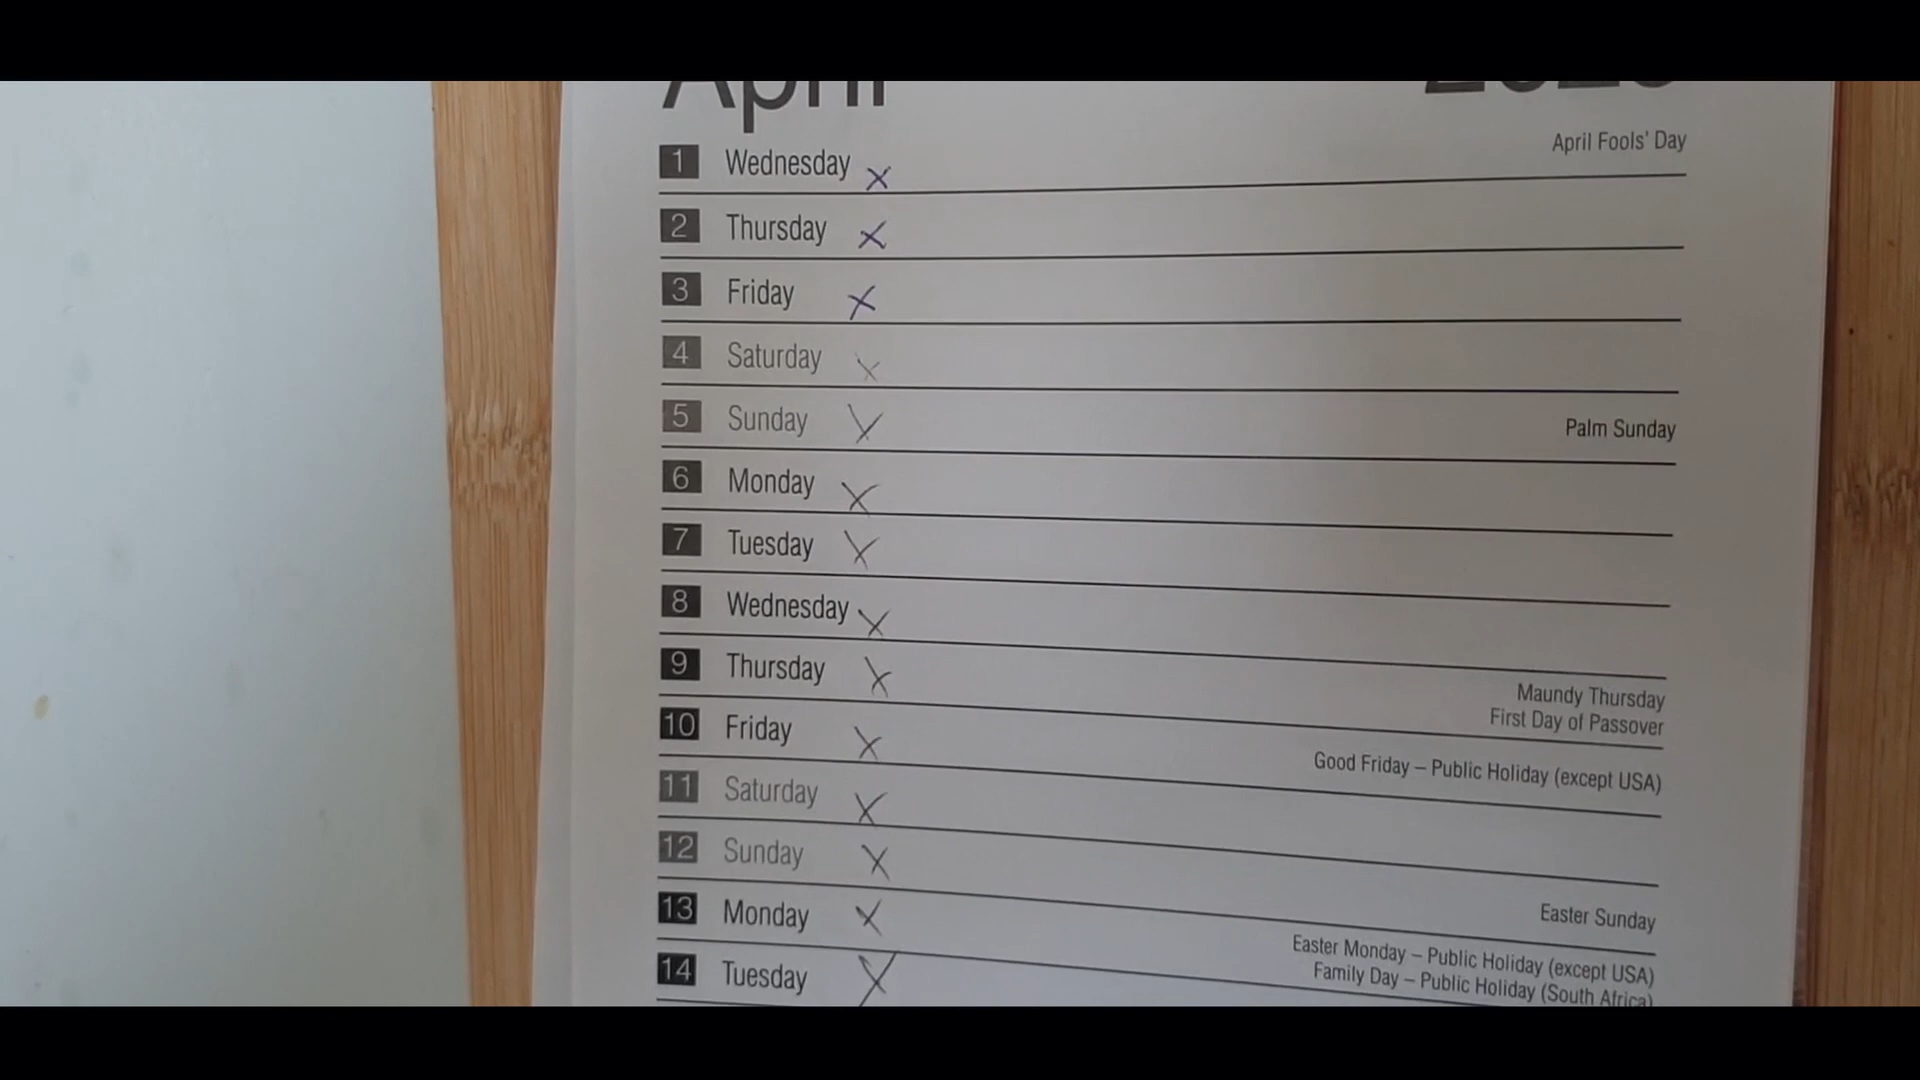 April 2020
1 Wednesday x April Fools' Day
2 Thursday x
3 Friday x
4 Saturday x
5 Sunday x Palm Sunday
6 Monday x
7 Tuesday x
8 Wednesday x
9 Thursday x Maundy Thursday
First Day of Passover
10 Friday x Good Friday – Public Holiday (except USA)
11 Saturday x
12 Sunday x Easter Sunday
13 Monday x Easter Monday – Public Holiday (except USA)
Family Day – Public Holiday (South Africa)
14 Tuesday x